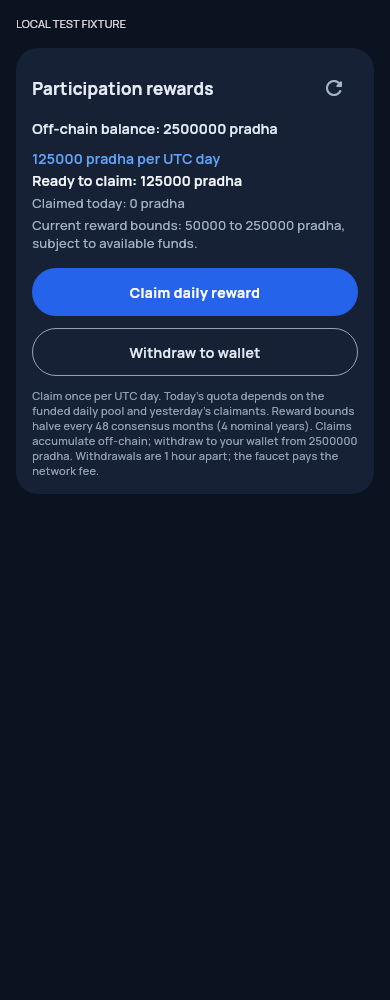 LOCAL TEST FIXTURE
Participation rewards
Off-chain balance: 2500000 pradha
125000 pradha per UTC day
Ready to claim: 125000 pradha
Claimed today: 0 pradha
Current reward bounds: 50000 to 250000 pradha,
subject to available funds.
Claim daily reward
Withdraw to wallet
Claim once per UTC day. Today's quota depends on the
funded daily pool and yesterday's claimants. Reward bounds
halve every 48 consensus months (4 nominal years). Claims
accumulate off-chain; withdraw to your wallet from 2500000
pradha. Withdrawals are 1 hour apart; the faucet pays the
network fee.